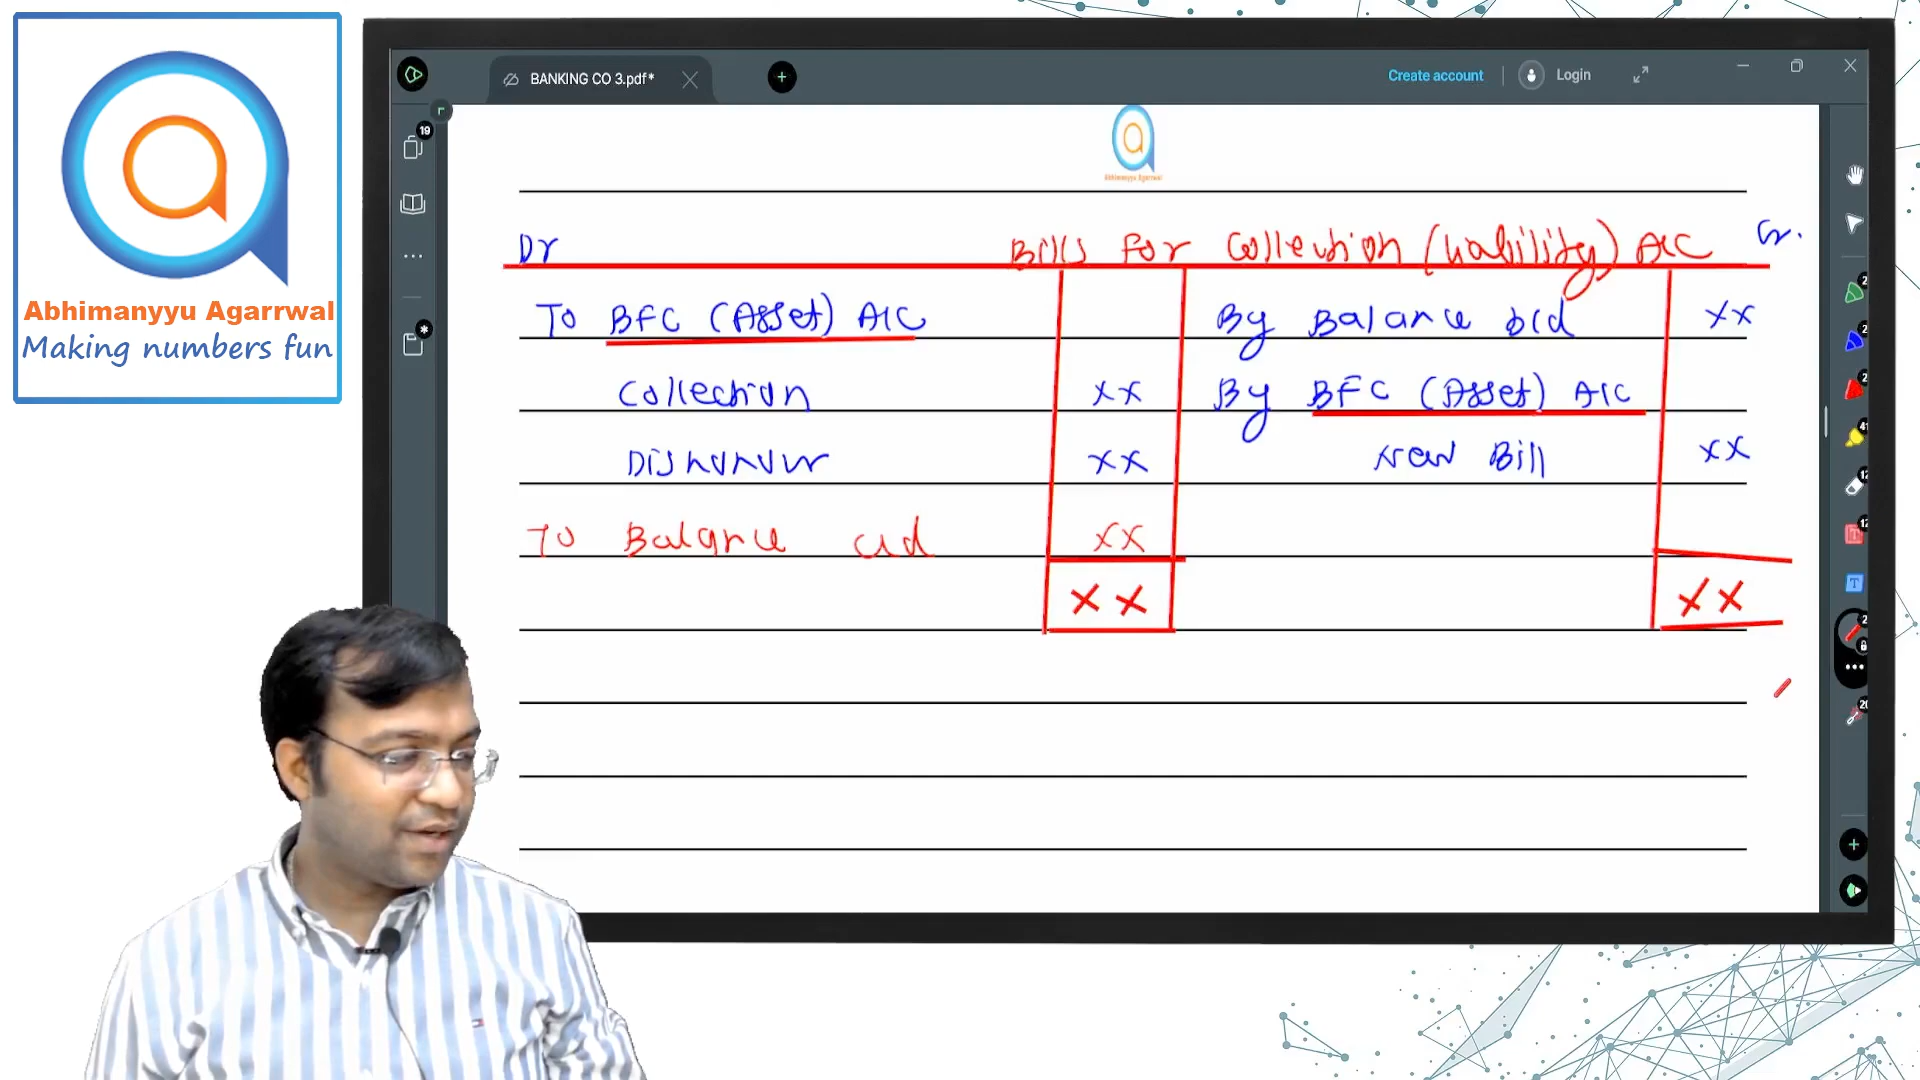 Abhimanyyu Agarrwal
Making numbers fun
BANKING CO 3.pdf*
Create account
Login
Abhimanyyu Agarrwal
Dr Bills For Collection (Liability) A/C Cr.
To BFC (Asset) A/C By Balance b/d xx
Collection xx By BFC (Asset) A/C
Dishonour xx New Bill xx
To Balance c/d xx
xx xx